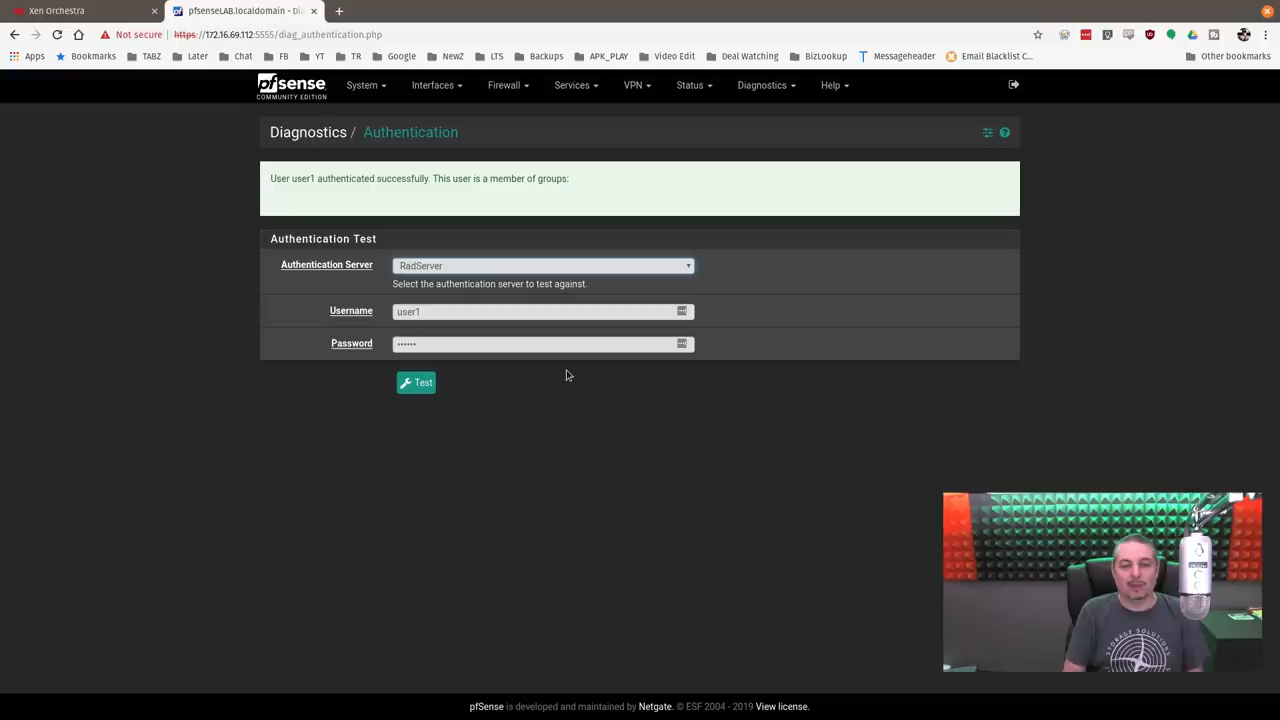 Xen Orchestra
pfsenseLAB.localdomain - Dia
Not secure https://172.16.69.112:5555/diag_authentication.php
Apps Bookmarks TABZ Later Chat FB YT TR Google NewZ LTS Backups APK_PLAY Video Edit Deal Watching BizLookup Messageheader Email Blacklist C... Other bookmarks
pfsense
COMMUNITY EDITION
System Interfaces Firewall Services VPN Status Diagnostics Help
Diagnostics / Authentication
User user1 authenticated successfully. This user is a member of groups:
Authentication Test
Authentication Server RadServer
Select the authentication server to test against.
Username user1
Password ••••••
Test
STORAGE SOLUTIONS
pfSense is developed and maintained by Netgate. © ESF 2004 - 2019 View license.